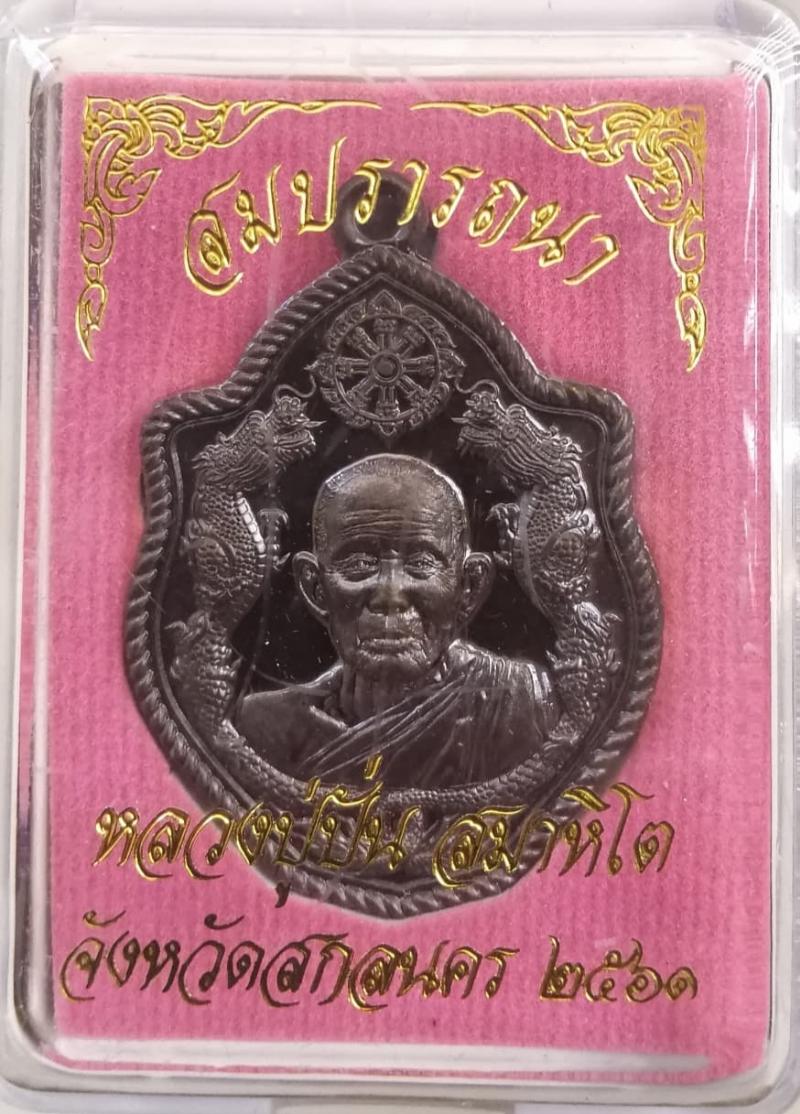 สมปรารถนา
หลวงปู่ปั่น สมาหิโต
จังหวัดสกลนคร ๒๕๖๑